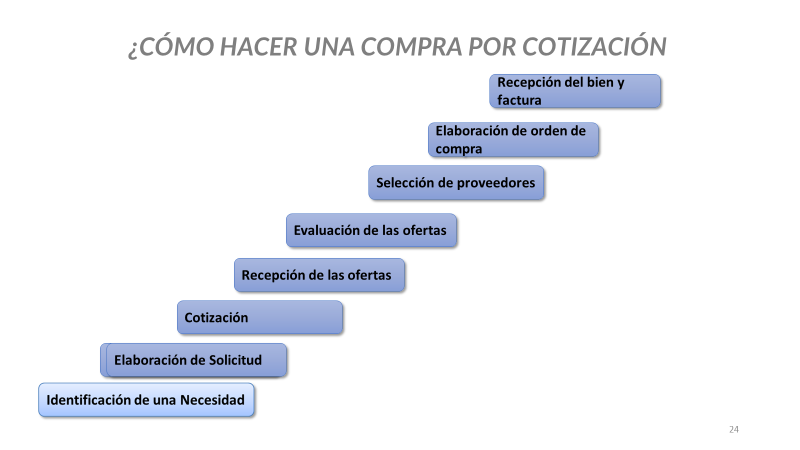 ¿CÓMO HACER UNA COMPRA POR COTIZACIÓN
Recepción del bien y
factura
Elaboración de orden de
compra
Selección de proveedores
Evaluación de las ofertas
Recepción de las ofertas
Cotización
Elaboración de Solicitud
Identificación de una Necesidad
24